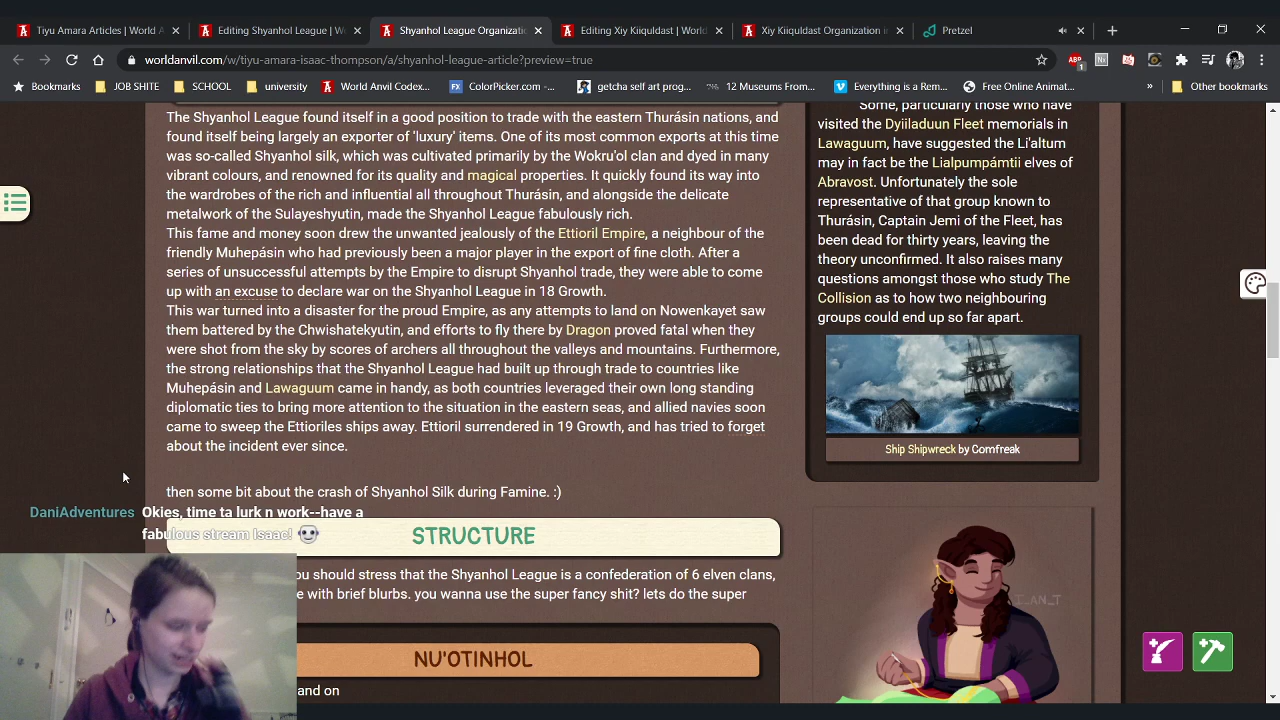 Tiyu Amara Articles | World A
Editing Shyanhol League | W
Shyanhol League Organizatio
Editing Xiy Kiiquldast | World
Xiy Kiiquldast Organization in
Pretzel
worldanvil.com/w/tiyu-amara-isaac-thompson/a/shyanhol-league-article?preview=true
Bookmarks
JOB SHITE
SCHOOL
university
World Anvil Codex...
ColorPicker.com -...
getcha self art prog...
12 Museums From...
Everything is a Rem...
Free Online Animat...
»
Other bookmarks
The Shyanhol League found itself in a good position to trade with the eastern Thurásin nations, and
found itself being largely an exporter of 'luxury' items. One of its most common exports at this time
was so-called Shyanhol silk, which was cultivated primarily by the Wokru'ol clan and dyed in many
vibrant colours, and renowned for its quality and magical properties. It quickly found its way into
the wardrobes of the rich and influential all throughout Thurásin, and alongside the delicate
metalwork of the Sulayeshyutin, made the Shyanhol League fabulously rich.
This fame and money soon drew the unwanted jealously of the Ettioril Empire, a neighbour of the
friendly Muhepásin who had previously been a major player in the export of fine cloth. After a
series of unsuccessful attempts by the Empire to disrupt Shyanhol trade, they were able to come
up with an excuse to declare war on the Shyanhol League in 18 Growth.
This war turned into a disaster for the proud Empire, as any attempts to land on Nowenkayet saw
them battered by the Chwishatekyutin, and efforts to fly there by Dragon proved fatal when they
were shot from the sky by scores of archers all throughout the valleys and mountains. Furthermore,
the strong relationships that the Shyanhol League had built up through trade to countries like
Muhepásin and Lawaguum came in handy, as both countries leveraged their own long standing
diplomatic ties to bring more attention to the situation in the eastern seas, and allied navies soon
came to sweep the Ettioriles ships away. Ettioril surrendered in 19 Growth, and has tried to forget
about the incident ever since.
then some bit about the crash of Shyanhol Silk during Famine. :)
DaniAdventures Okies, time ta lurk n work--have a
fabulous stream Isaac!
STRUCTURE
ou should stress that the Shyanhol League is a confederation of 6 elven clans,
e with brief blurbs. you wanna use the super fancy shit? lets do the super
NU'OTINHOL
and on
Some, particularly those who have
visited the Dyiiladuun Fleet memorials in
Lawaguum, have suggested the Li'altum
may in fact be the Lialpumpámtii elves of
Abravost. Unfortunately the sole
representative of that group known to
Thurásin, Captain Jemi of the Fleet, has
been dead for thirty years, leaving the
theory unconfirmed. It also raises many
questions amongst those who study The
Collision as to how two neighbouring
groups could end up so far apart.
Ship Shipwreck by Comfreak
I_AN_T